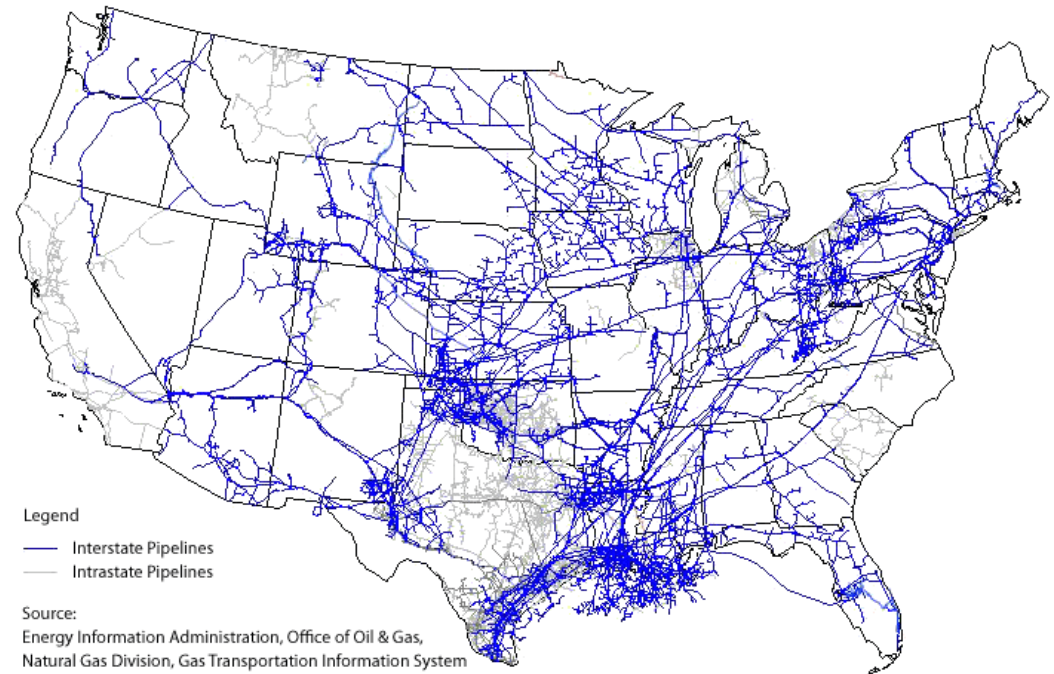 Legend
Interstate Pipelines
Intrastate Pipelines
Source:
Energy Information Administration, Office of Oil & Gas,
Natural Gas Division, Gas Transportation Information System